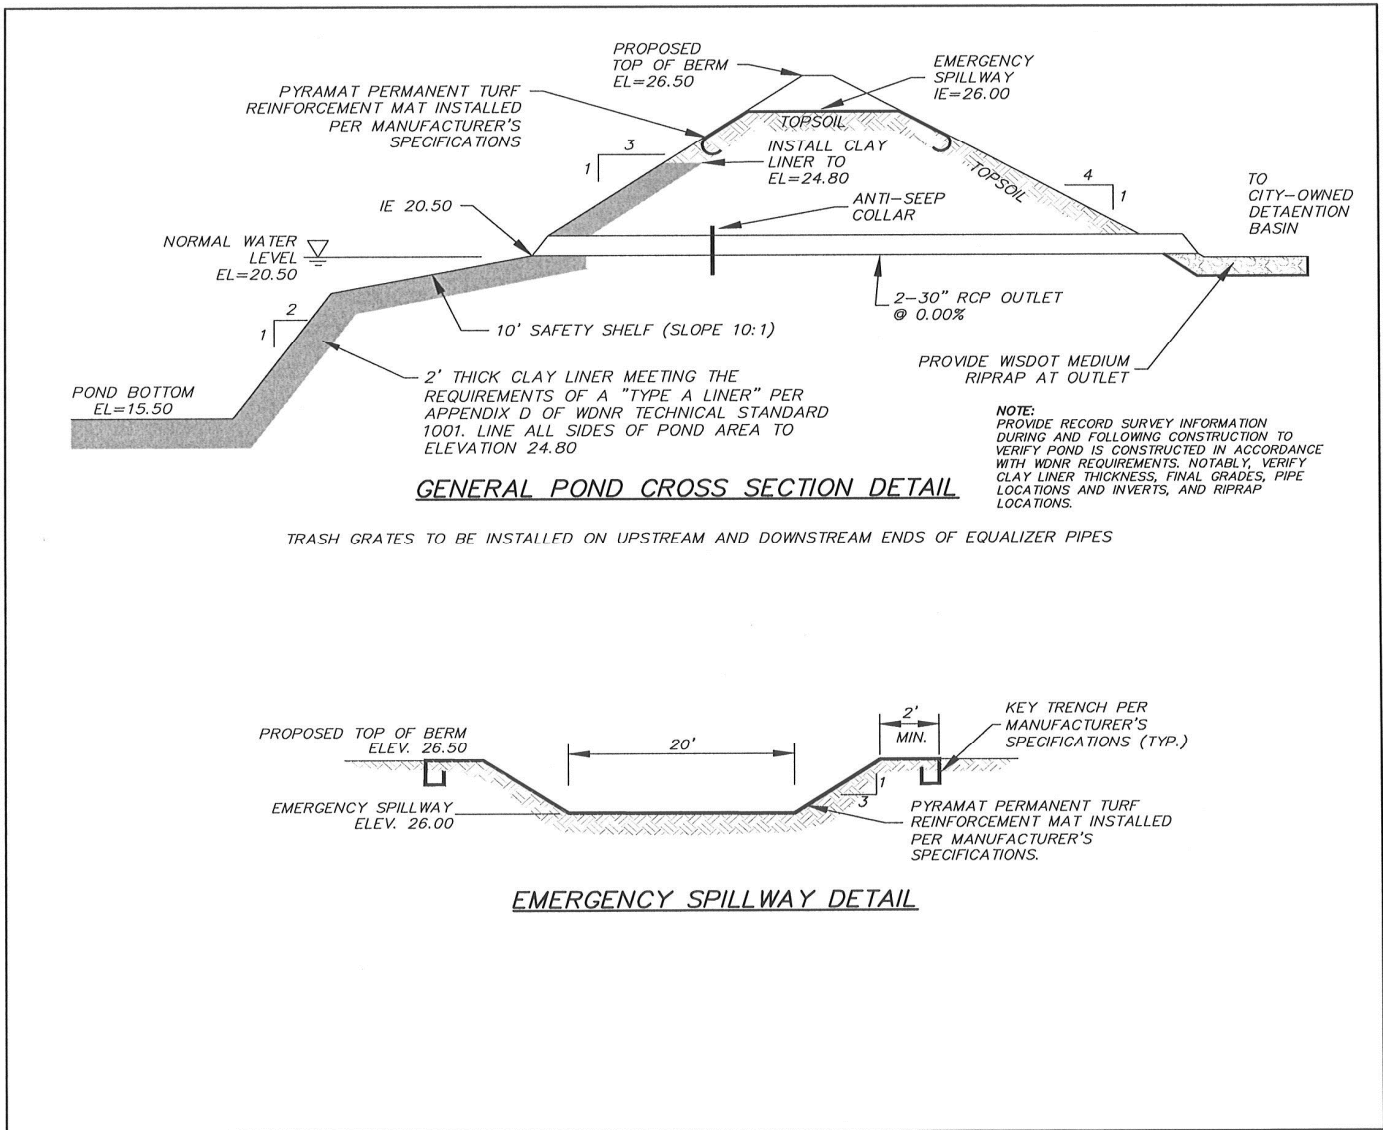 PROPOSED
TOP OF BERM
EL=26.50
EMERGENCY
SPILLWAY
IE=26.00
PYRAMAT PERMANENT TURF
REINFORCEMENT MAT INSTALLED
PER MANUFACTURER'S
SPECIFICATIONS
TOPSOIL
INSTALL CLAY
LINER TO
EL=24.80
3
1
TOPSOIL
4
1
TO
CITY-OWNED
DETAENTION
BASIN
IE 20.50
ANTI-SEEP
COLLAR
NORMAL WATER
LEVEL
EL=20.50
2-30" RCP OUTLET
@ 0.00%
2
1
10' SAFETY SHELF (SLOPE 10:1)
PROVIDE WISDOT MEDIUM
RIPRAP AT OUTLET
POND BOTTOM
EL=15.50
2' THICK CLAY LINER MEETING THE
REQUIREMENTS OF A "TYPE A LINER" PER
APPENDIX D OF WDNR TECHNICAL STANDARD
1001. LINE ALL SIDES OF POND AREA TO
ELEVATION 24.80
NOTE:
PROVIDE RECORD SURVEY INFORMATION
DURING AND FOLLOWING CONSTRUCTION TO
VERIFY POND IS CONSTRUCTED IN ACCORDANCE
WITH WDNR REQUIREMENTS. NOTABLY, VERIFY
CLAY LINER THICKNESS, FINAL GRADES, PIPE
LOCATIONS AND INVERTS, AND RIPRAP
LOCATIONS.
GENERAL POND CROSS SECTION DETAIL
TRASH GRATES TO BE INSTALLED ON UPSTREAM AND DOWNSTREAM ENDS OF EQUALIZER PIPES
PROPOSED TOP OF BERM
ELEV. 26.50
20'
2'
MIN.
KEY TRENCH PER
MANUFACTURER'S
SPECIFICATIONS (TYP.)
EMERGENCY SPILLWAY
ELEV. 26.00
1
3
PYRAMAT PERMANENT TURF
REINFORCEMENT MAT INSTALLED
PER MANUFACTURER'S
SPECIFICATIONS.
EMERGENCY SPILLWAY DETAIL